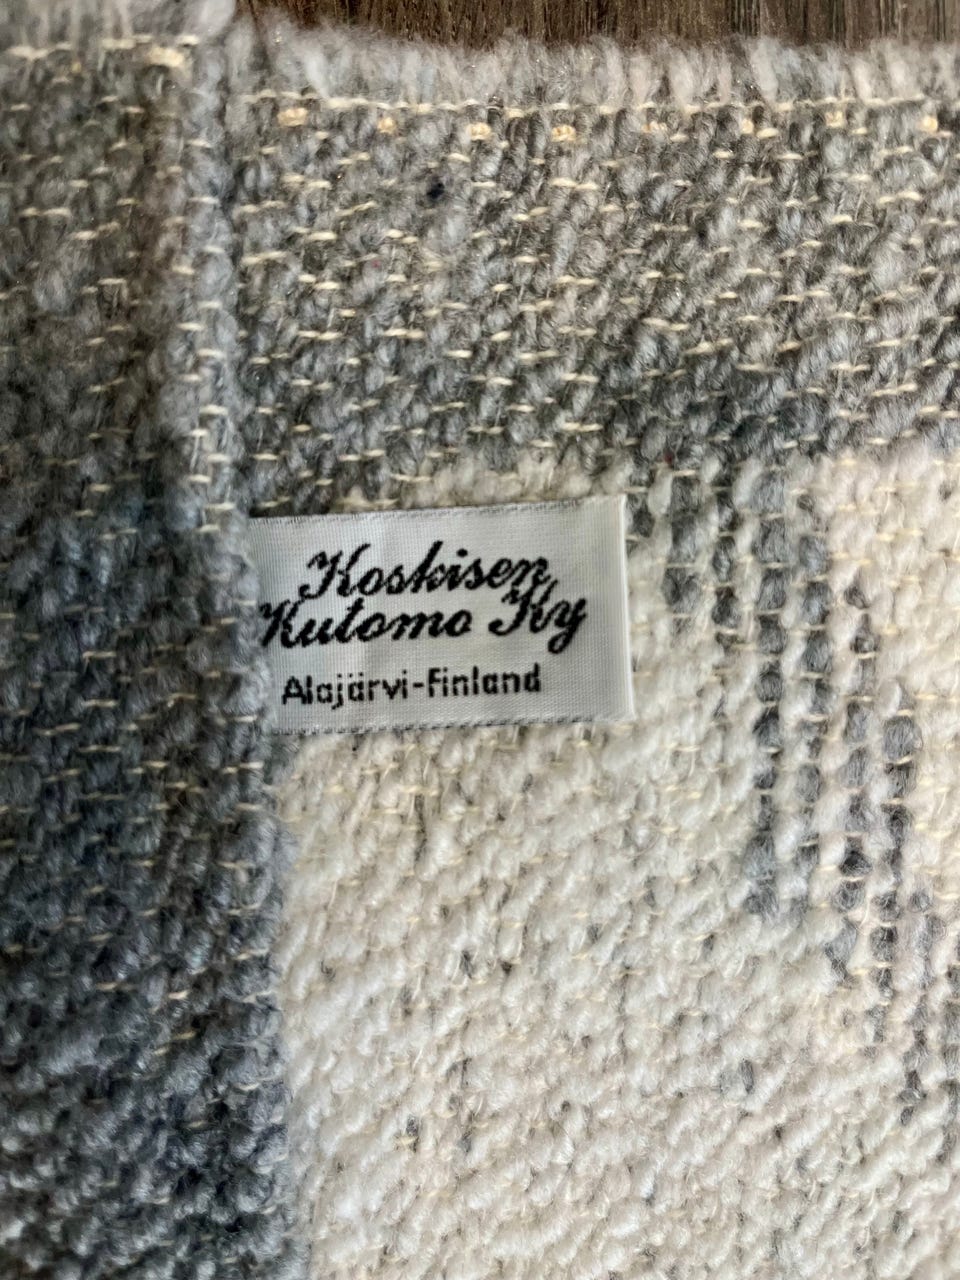 Koskisen
Kutomo Ky
Alajärvi-Finland